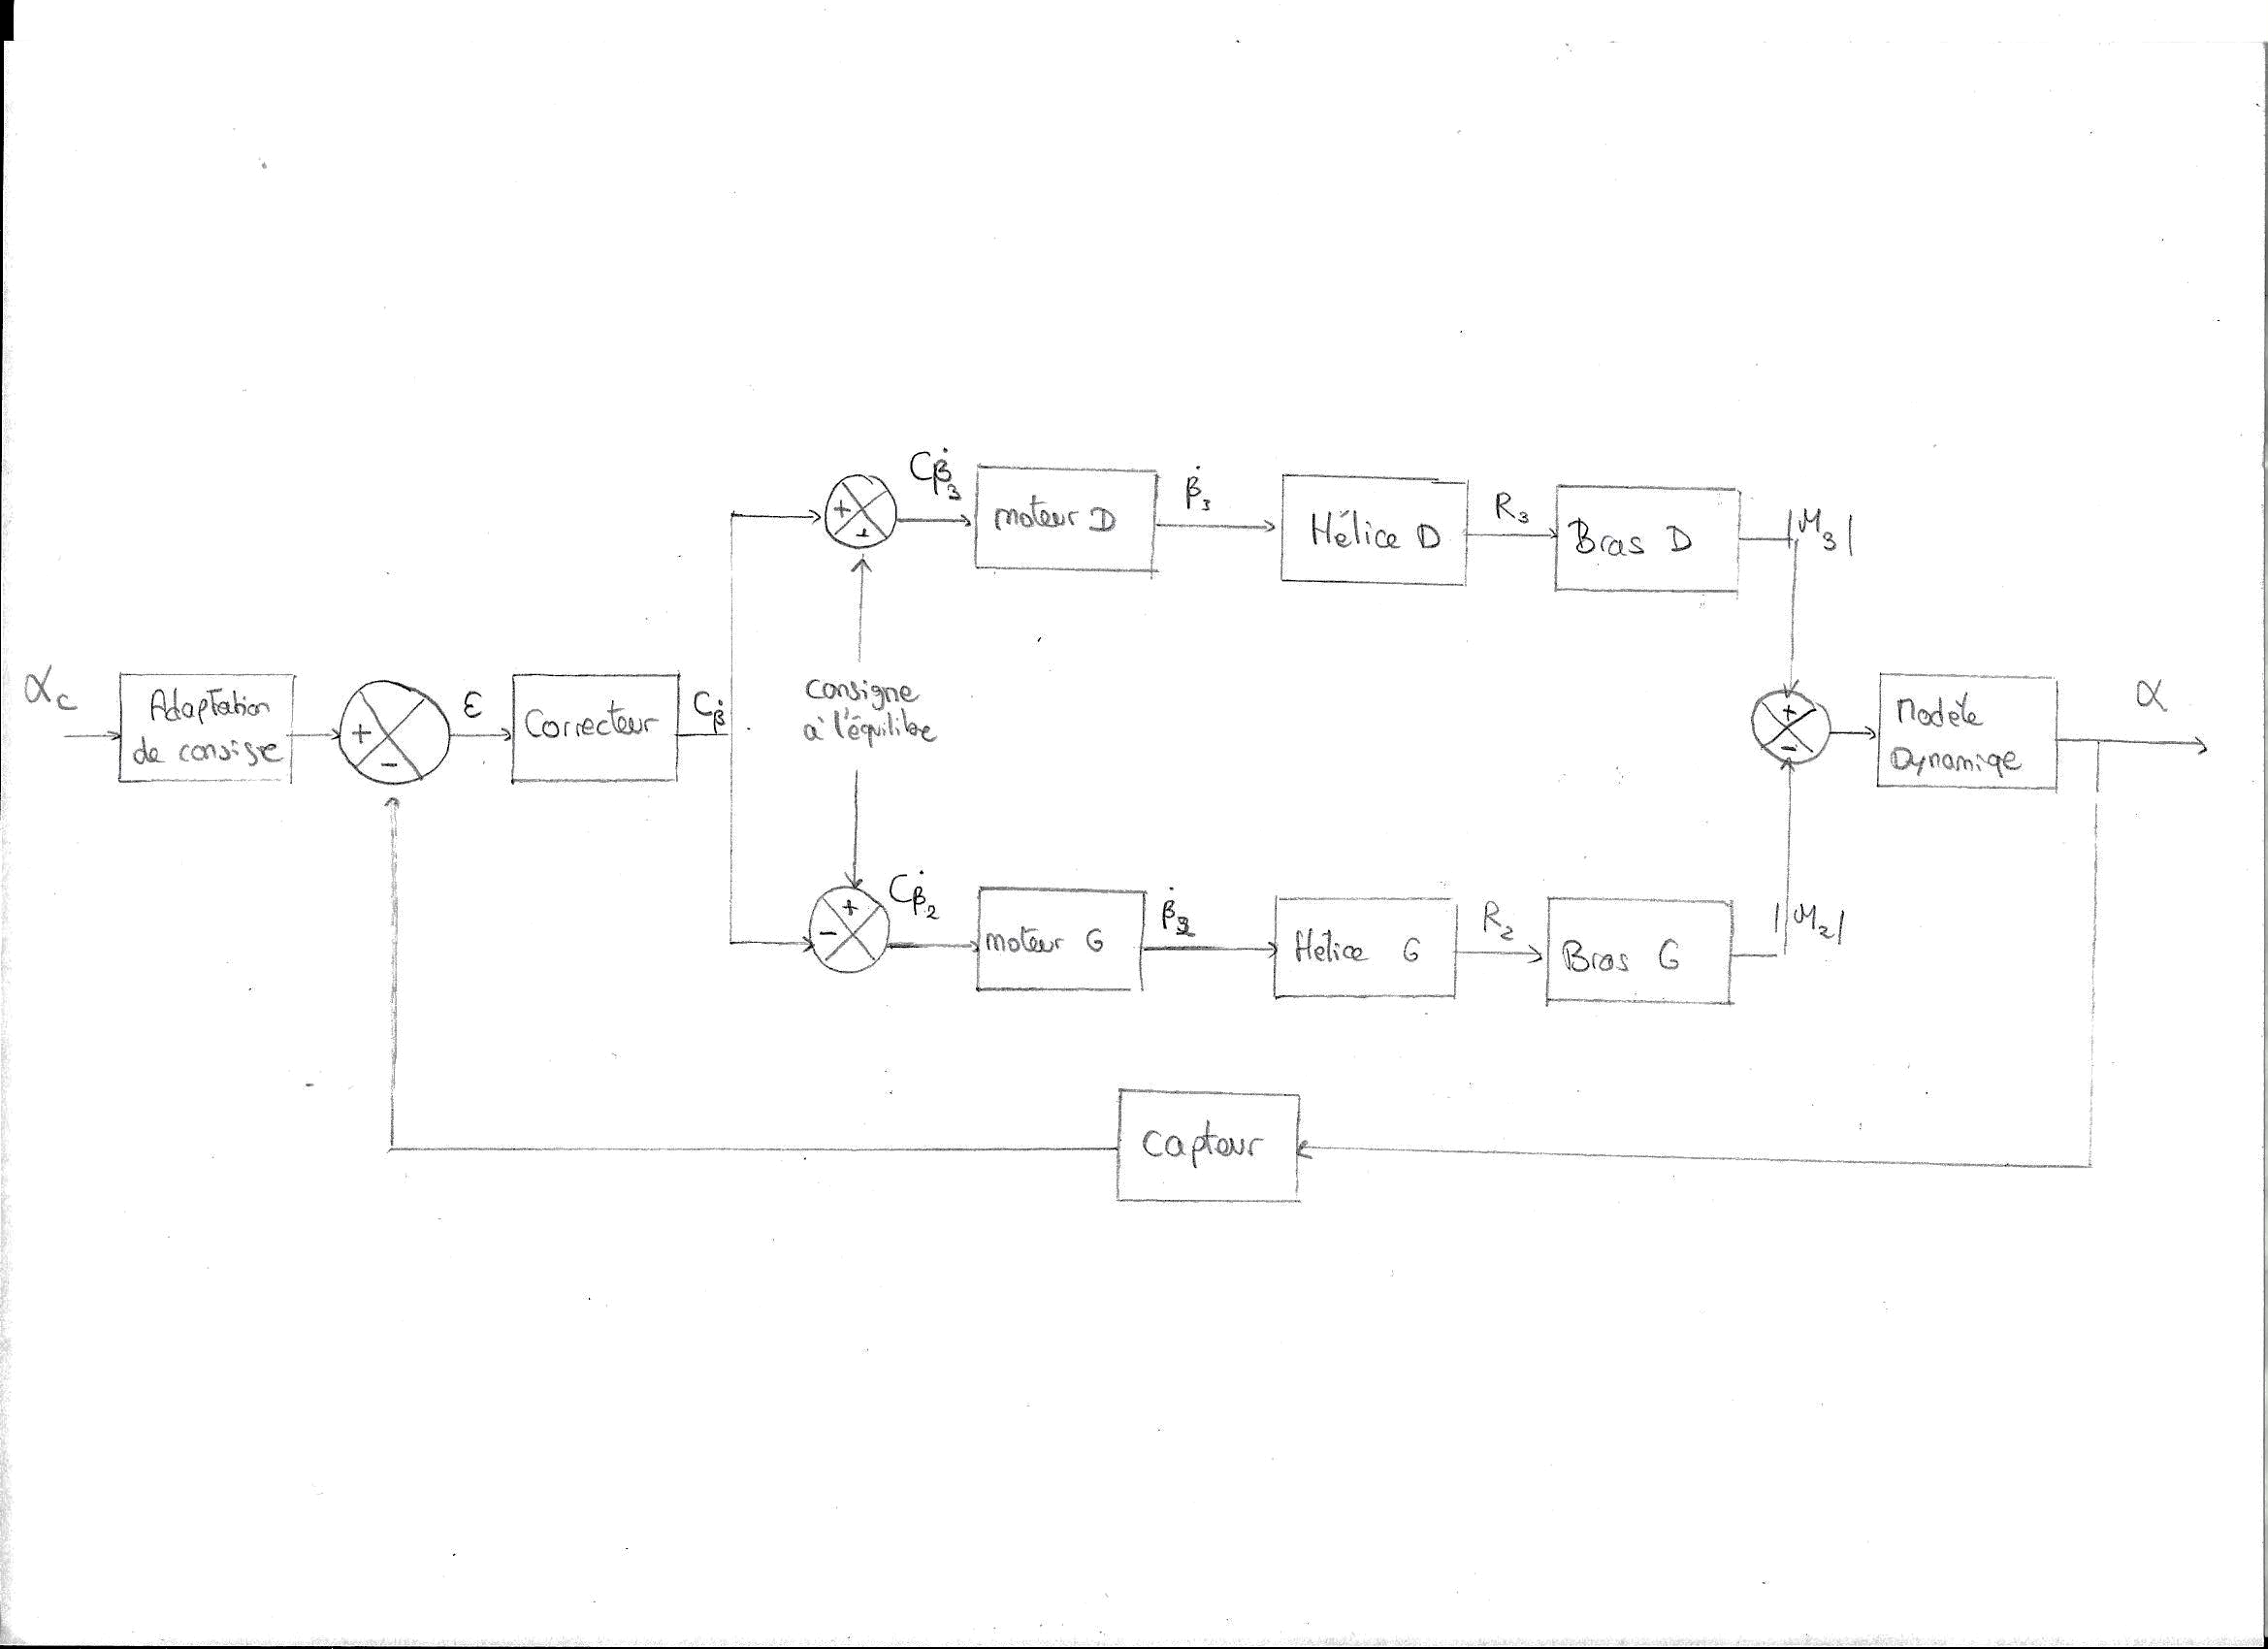 Cβ̇3
β̇3
moteur D
Hélice D
R3
Bras D
|M3|
+
+
αc
Adaptation
de consigne
+
-
ε
Correcteur
Cβ̇
Consigne
à l'équilibre
+
-
Modèle
Dynamiqe
α
Cβ̇2
+
-
moteur G
β̇2
Hélice G
R2
Bras G
|M2|
Capteur